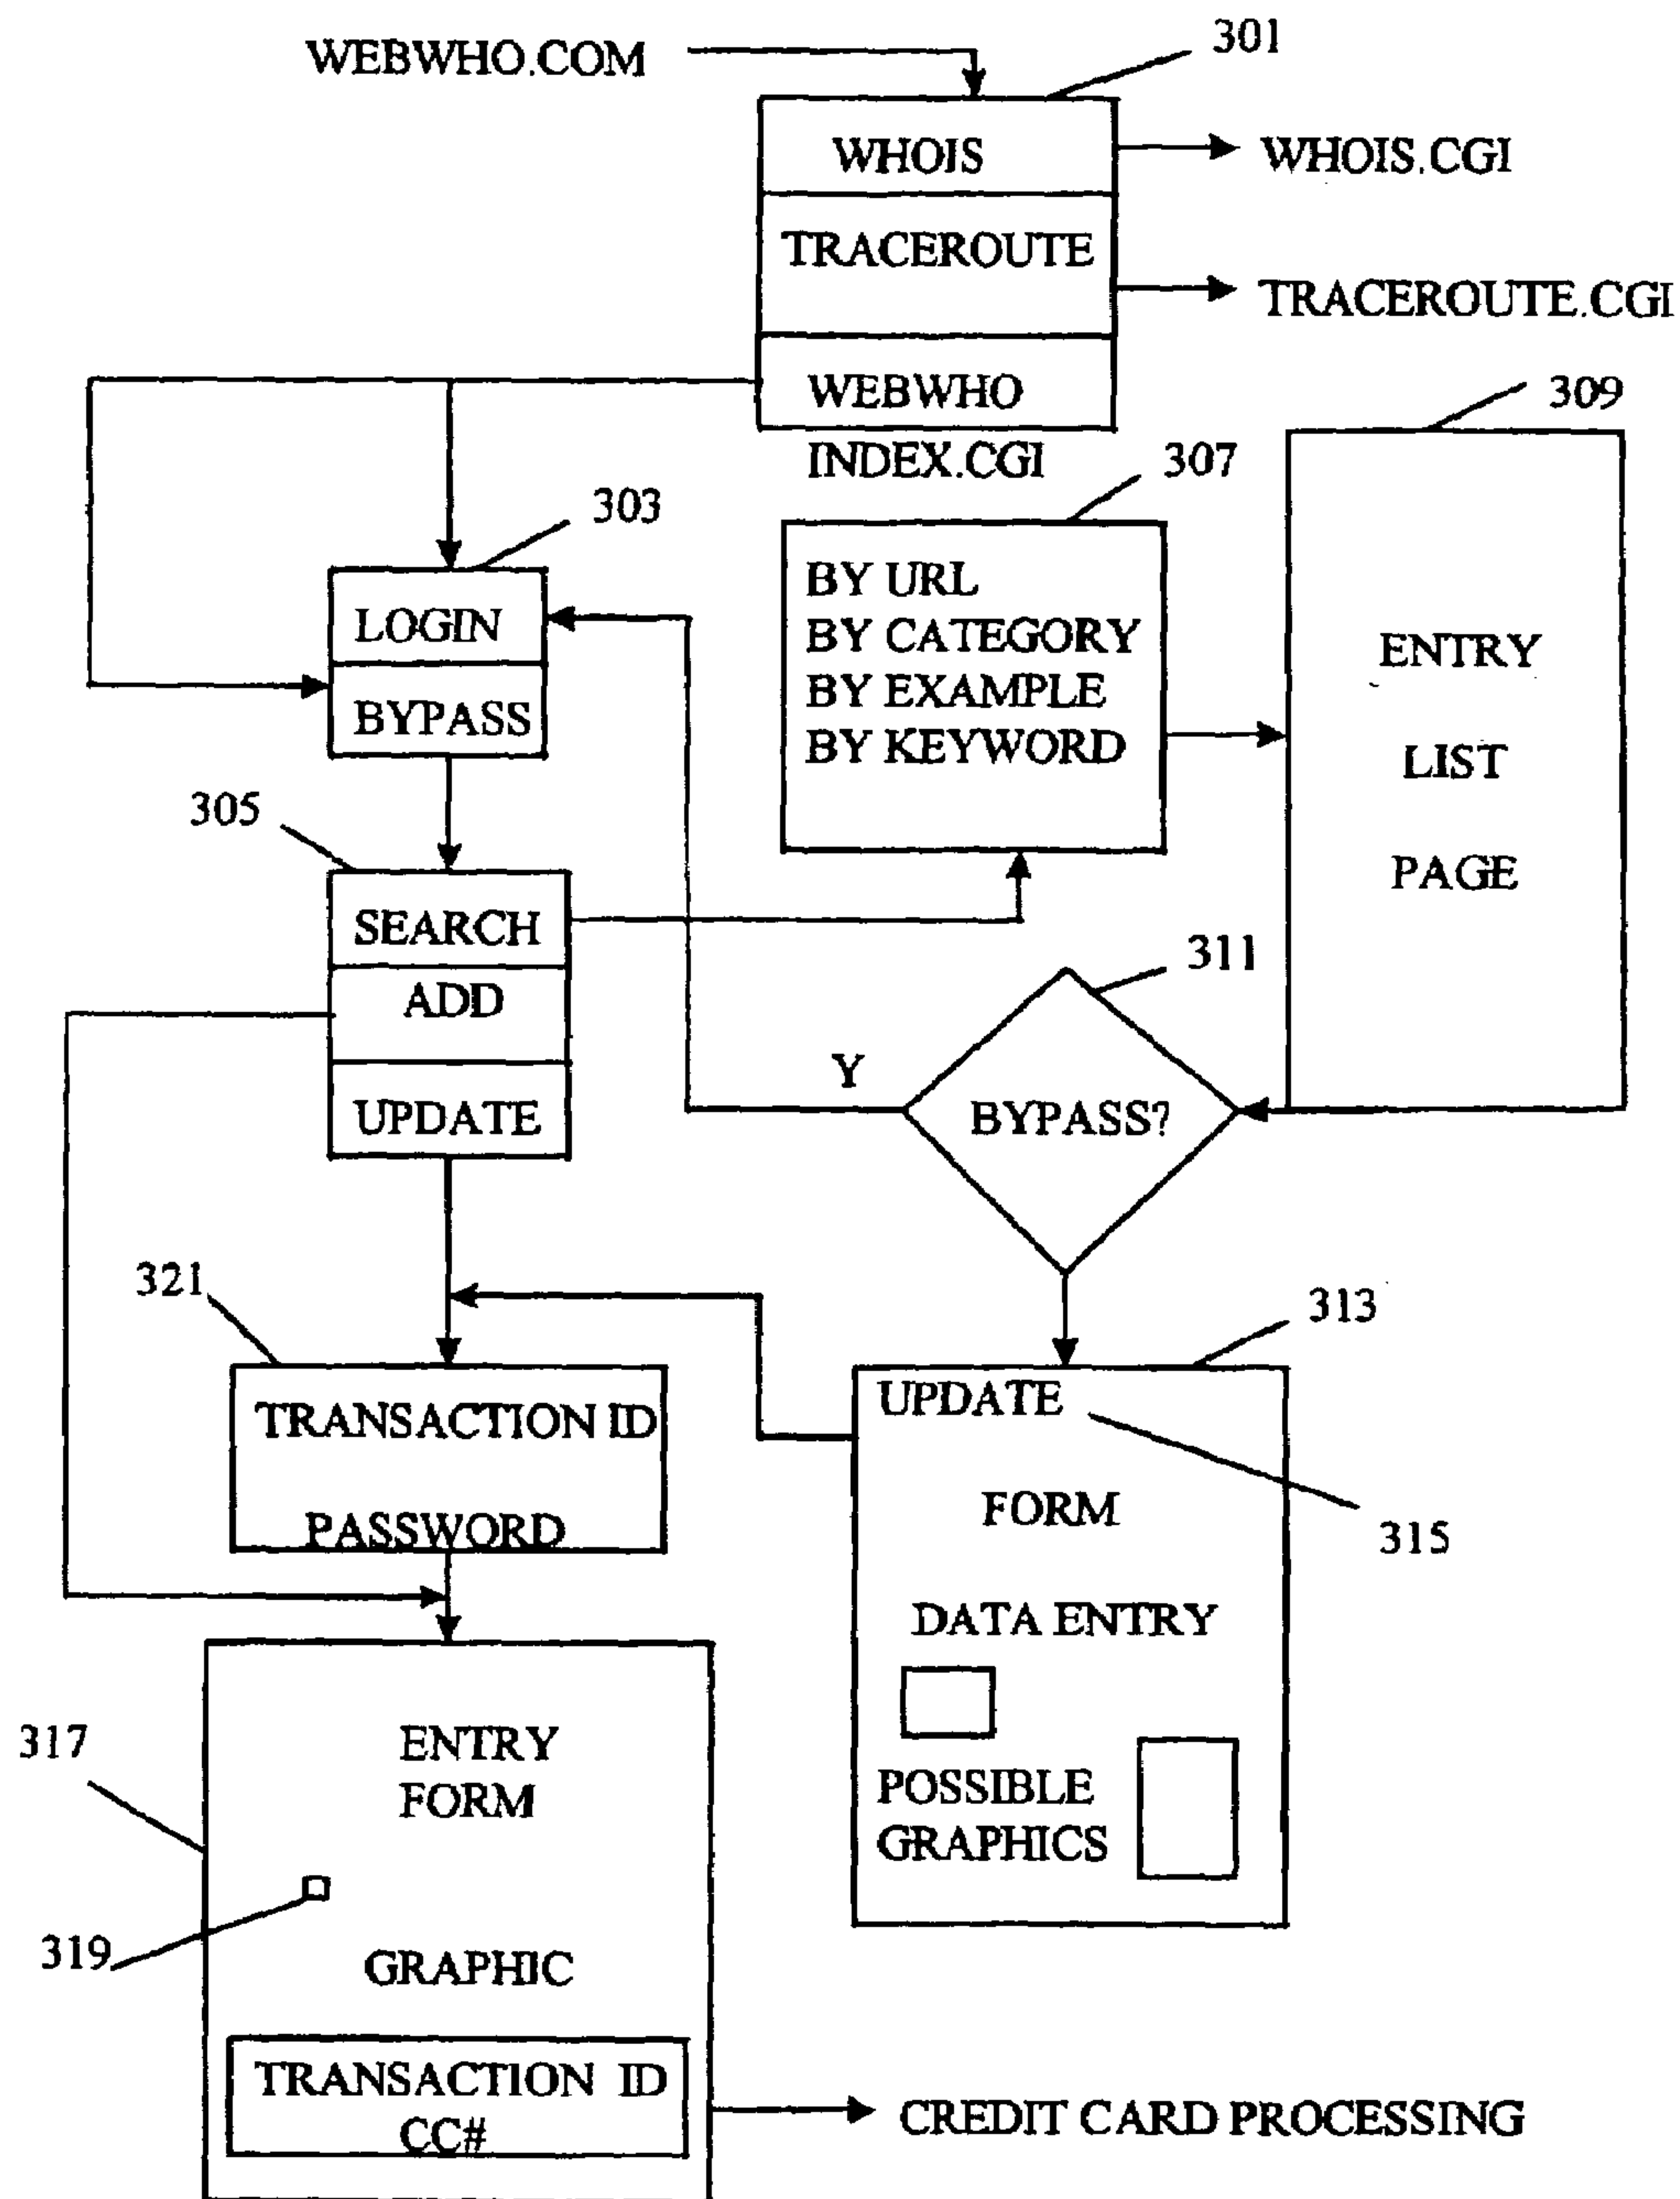 WEBWHO.COM
301
WHOIS
WHOIS.CGI
TRACEROUTE
TRACEROUTE.CGI
WEBWHO
INDEX.CGI
309
307
303
BY URL
BY CATEGORY
BY EXAMPLE
BY KEYWORD
LOGIN
BYPASS
ENTRY
LIST
PAGE
305
SEARCH
ADD
UPDATE
311
Y
BYPASS?
321
TRANSACTION ID
PASSWORD
313
UPDATE
315
FORM
DATA ENTRY
POSSIBLE
GRAPHICS
317
ENTRY
FORM
319
GRAPHIC
TRANSACTION ID
CC#
CREDIT CARD PROCESSING